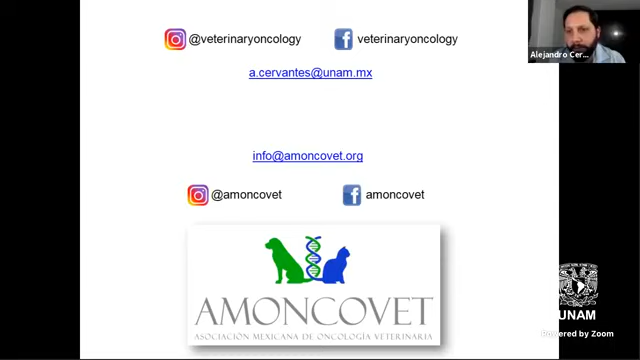 @veterinaryoncology
veterinaryoncology
Alejandro Cer...
a.cervantes@unam.mx
info@amoncovet.org
@amoncovet
amoncovet
AMONCOVET
ASOCIACIÓN MEXICANA DE ONCOLOGÍA VETERINARIA
UNAM
Powered by Zoom